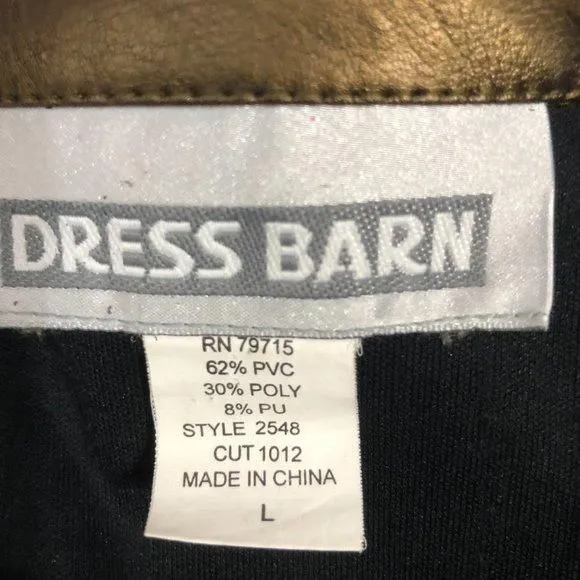 DRESS BARN
RN 79715
62% PVC
30% POLY
8% PU
STYLE 2548
CUT 1012
MADE IN CHINA
L